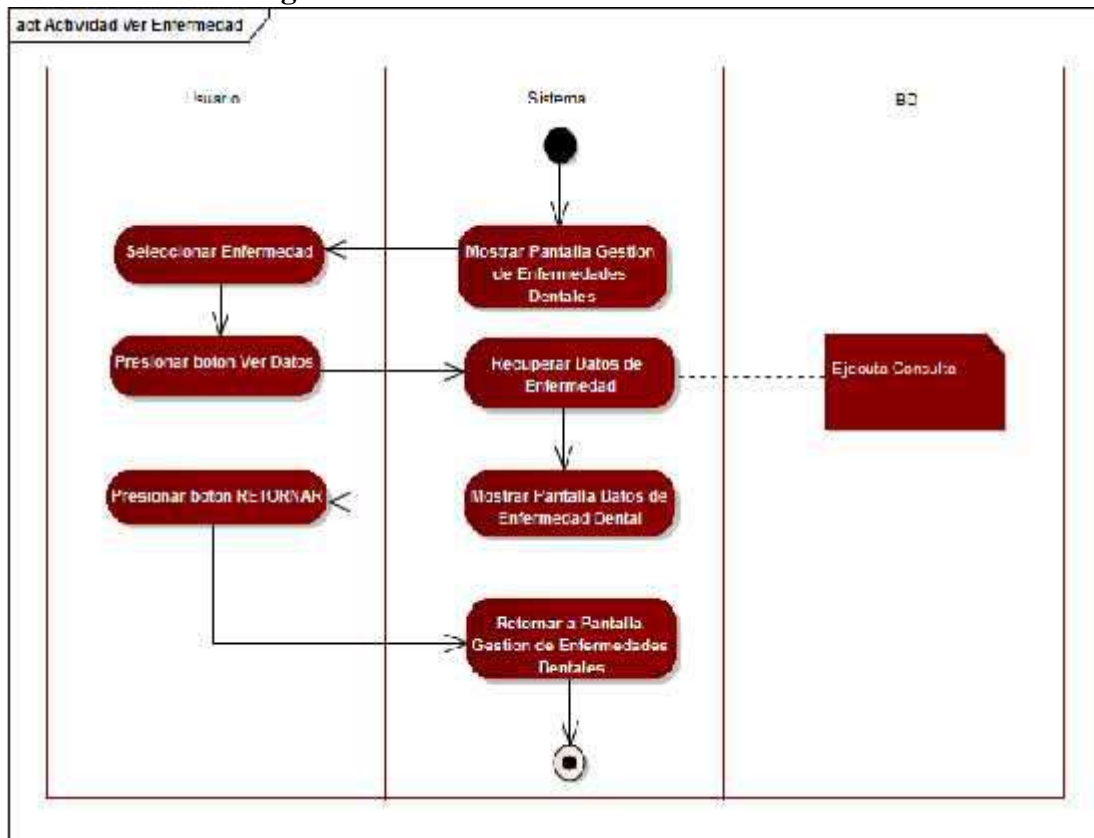 act Actividad Ver Enfermedad
Usuario
Sistema
BD
Seleccionar Enfermedad
Mostrar Pantalla Gestion
de Enfermedades
Dentales
Presionar boton Ver Datos
Recuperar Datos de
Enfermedad
Ejecuta Consulta
Presionar boton RETORNAR
Mostrar Pantalla Datos de
Enfermedad Dental
Retornar a Pantalla
Gestion de Enfermedades
Dentales